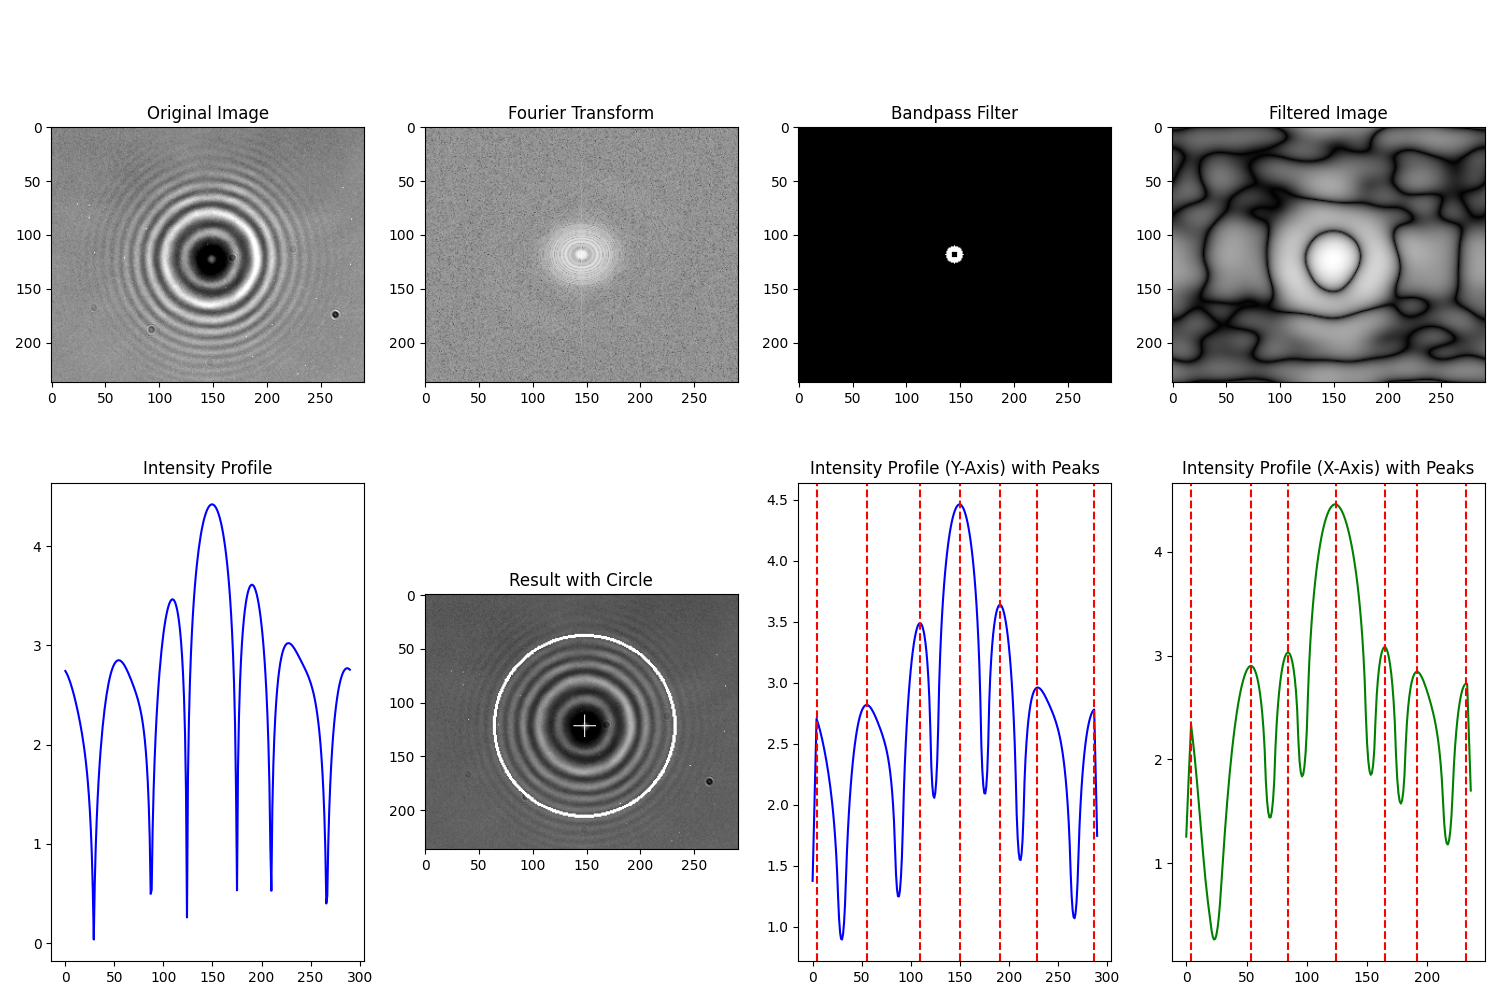 Original Image
Fourier Transform
Bandpass Filter
Filtered Image
0
50
100
150
200
0 50 100 150 200 250
0
50
100
150
200
0 50 100 150 200 250
0
50
100
150
200
0 50 100 150 200 250
0
50
100
150
200
0 50 100 150 200 250
Intensity Profile
4
3
2
1
0
0 50 100 150 200 250 300
Result with Circle
0
50
100
150
200
0 50 100 150 200 250
Intensity Profile (Y-Axis) with Peaks
4.5
4.0
3.5
3.0
2.5
2.0
1.5
1.0
0 50 100 150 200 250 300
Intensity Profile (X-Axis) with Peaks
4
3
2
1
0 50 100 150 200